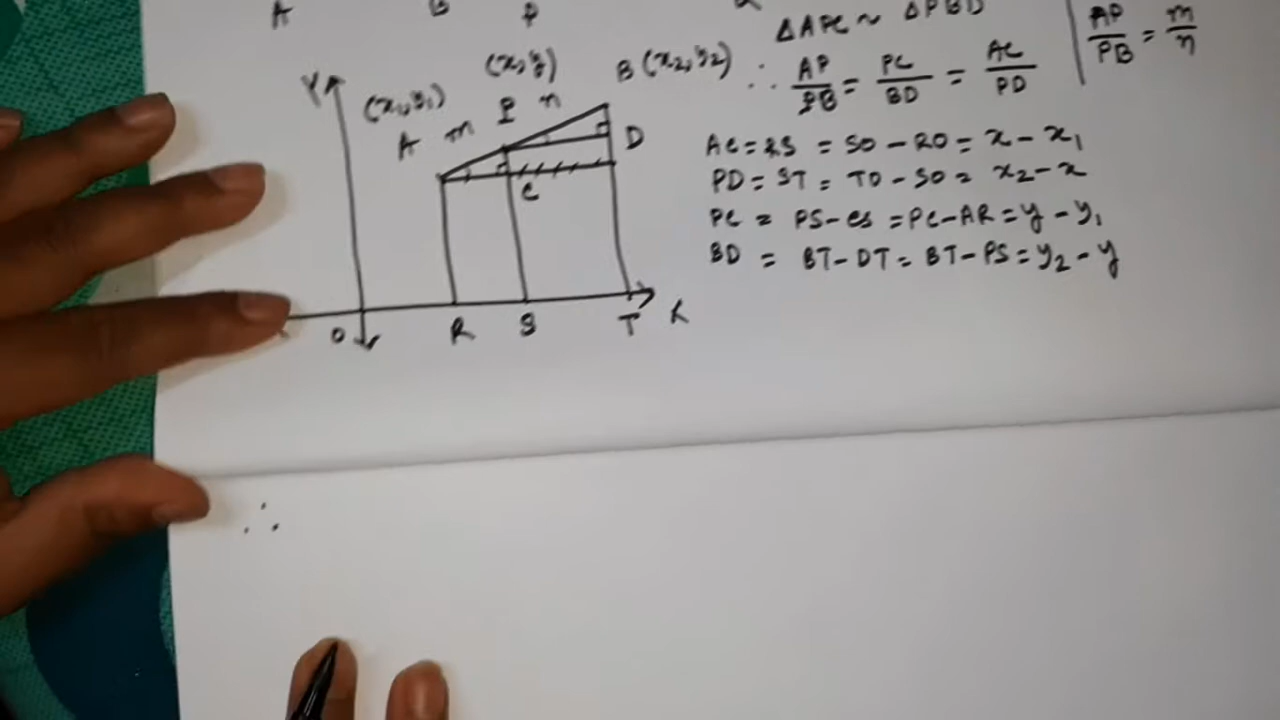 A B P
ΔAPC ~ ΔPBD
AP/PB = m/n
∴ AP/PB = PC/BD = AC/PD
Y (x, y) B (x2, y2)
(x1, y1) P n
A m D
C
AC = RS = SO - RO = x - x1
PD = ST = TO - SO = x2 - x
PC = PS - CS = PC - AR = y - y1
BD = BT - DT = BT - PS = y2 - y
O R S T X
∴